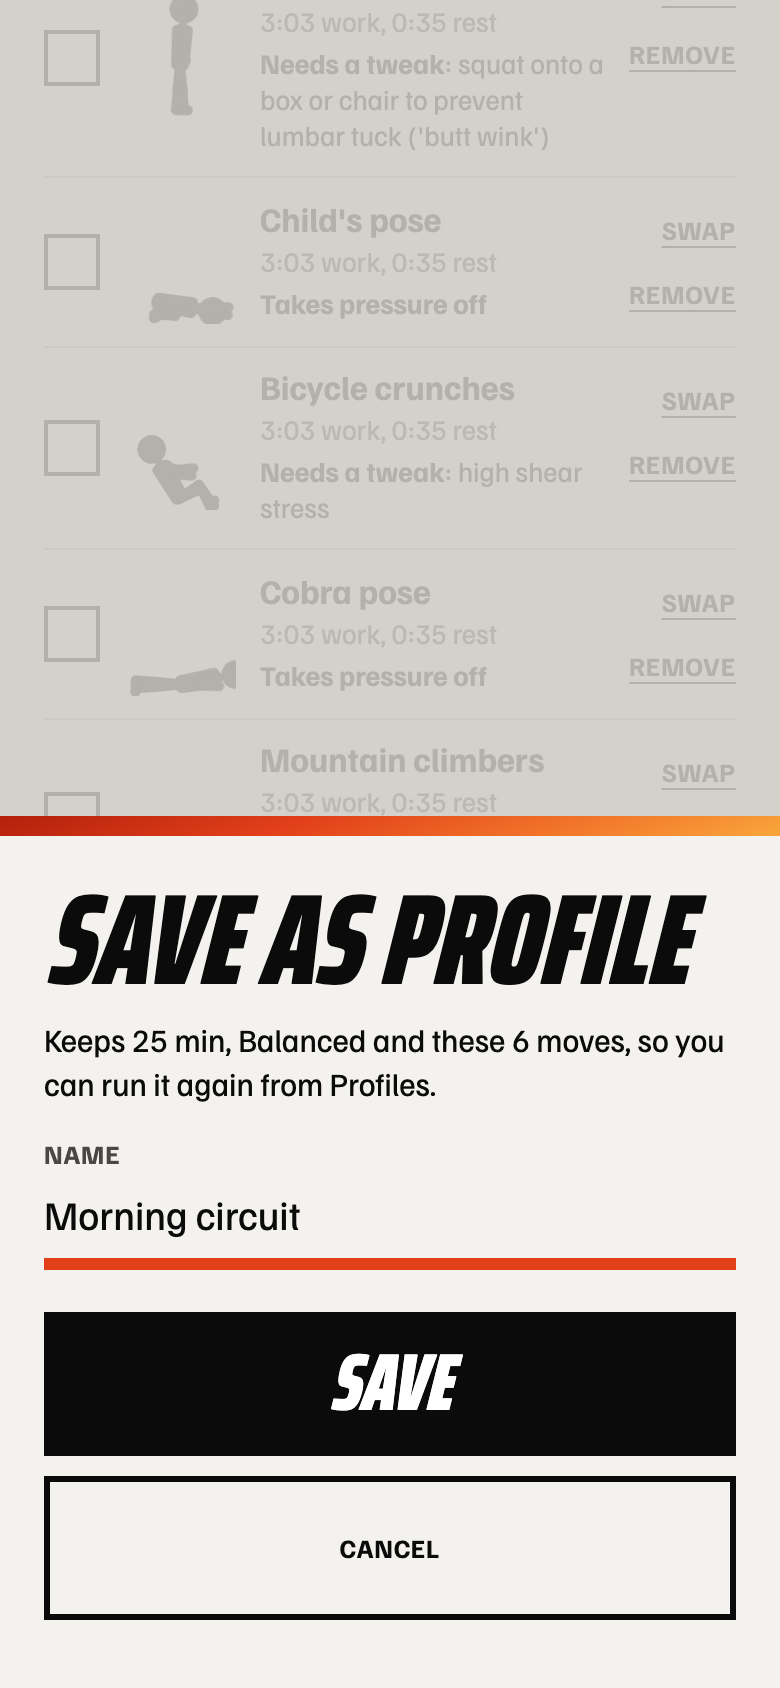 3:03 work, 0:35 rest
Needs a tweak: squat onto a
REMOVE
box or chair to prevent
lumbar tuck ('butt wink')
Child's pose
SWAP
3:03 work, 0:35 rest
REMOVE
Takes pressure off
Bicycle crunches
SWAP
3:03 work, 0:35 rest
REMOVE
Needs a tweak: high shear
stress
Cobra pose
SWAP
3:03 work, 0:35 rest
REMOVE
Takes pressure off
Mountain climbers
SWAP
3:03 work, 0:35 rest
SAVE AS PROFILE
Keeps 25 min, Balanced and these 6 moves, so you
can run it again from Profiles.
NAME
Morning circuit
SAVE
CANCEL